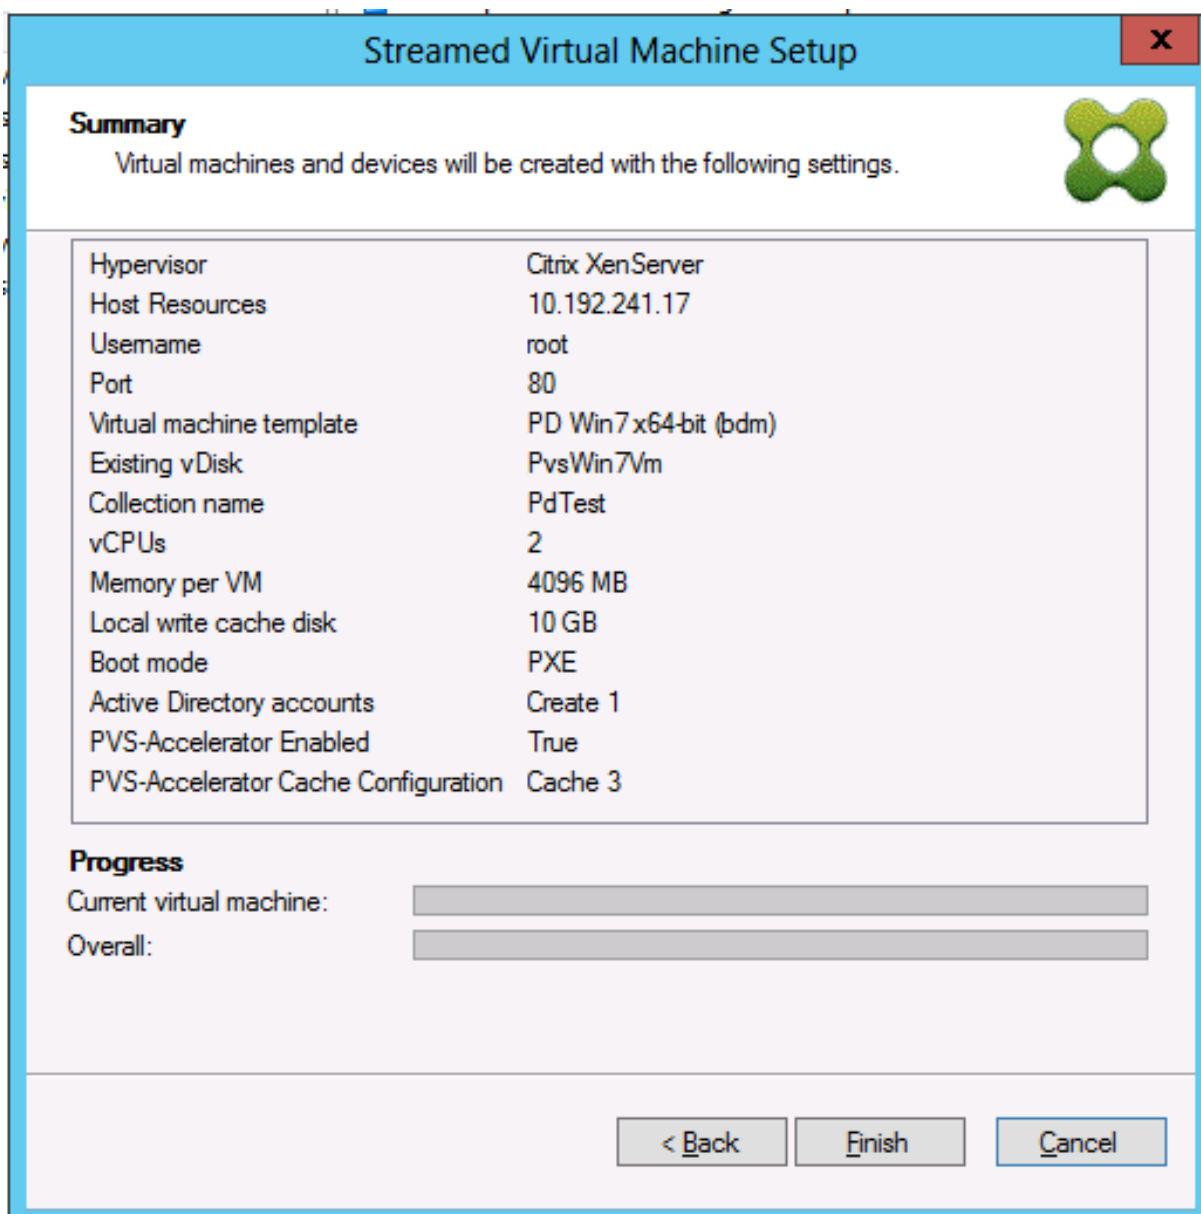 Streamed Virtual Machine Setup
x
Summary
Virtual machines and devices will be created with the following settings.
Hypervisor Citrix XenServer
Host Resources 10.192.241.17
Username root
Port 80
Virtual machine template PD Win7 x64-bit (bdm)
Existing vDisk PvsWin7Vm
Collection name PdTest
vCPUs 2
Memory per VM 4096 MB
Local write cache disk 10 GB
Boot mode PXE
Active Directory accounts Create 1
PVS-Accelerator Enabled True
PVS-Accelerator Cache Configuration Cache 3
Progress
Current virtual machine:
Overall:
< Back Finish Cancel